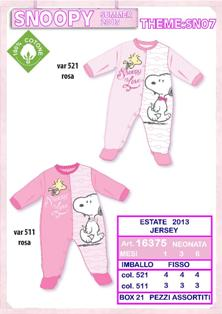 SNOOPY SUMMER 2013 THEME:SN07
100% COTONE
var 521
rosa
var 511
rosa
ESTATE 2013
JERSEY
Art. 16375 NEONATA
MESI 1 3 6
IMBALLO FISSO
col. 521 4 4 4
col. 511 3 3 3
BOX 21 PEZZI ASSORTITI